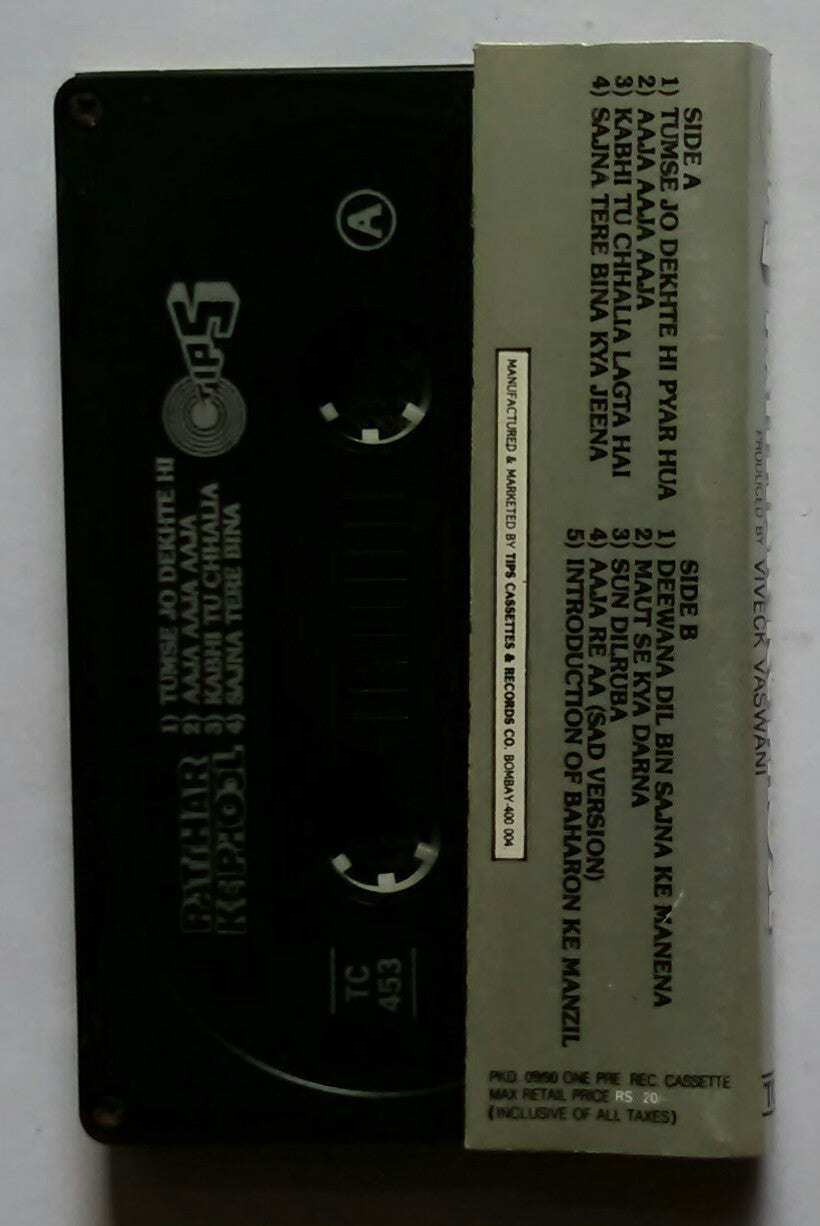 SIDE A
1) TUMSE JO DEKHTE HI PYAR HUA
2) AAJA AAJA AAJA
3) KABHI TU CHHALIA LAGTA HAI
4) SAJNA TERE BINA KYA JEENA
SIDE B
1) DEEWANA DIL BIN SAJNA KE MANENA
2) MAUT SE KYA DARNA
3) SUN DILRUBA
4) AAJA RE AA (SAD VERSION)
5) INTRODUCTION OF BAHARON KE MANZIL
MANUFACTURED & MARKETED BY TIPS CASSETTES & RECORDS CO. BOMBAY-400 004
PKD. ONE PRE REC. CASSETTE
MAX RETAIL PRICE RS 20/-
(INCLUSIVE OF ALL TAXES)
PRODUCED BY VIVECK VASWANI
A
TIPS
1) TUMSE JO DEKHTE HI
2) AAJA AAJA AAJA
3) KABHI TU CHHALIA
4) SAJNA TERE BINA
PATTHAR
KE PHOOL
TC
453